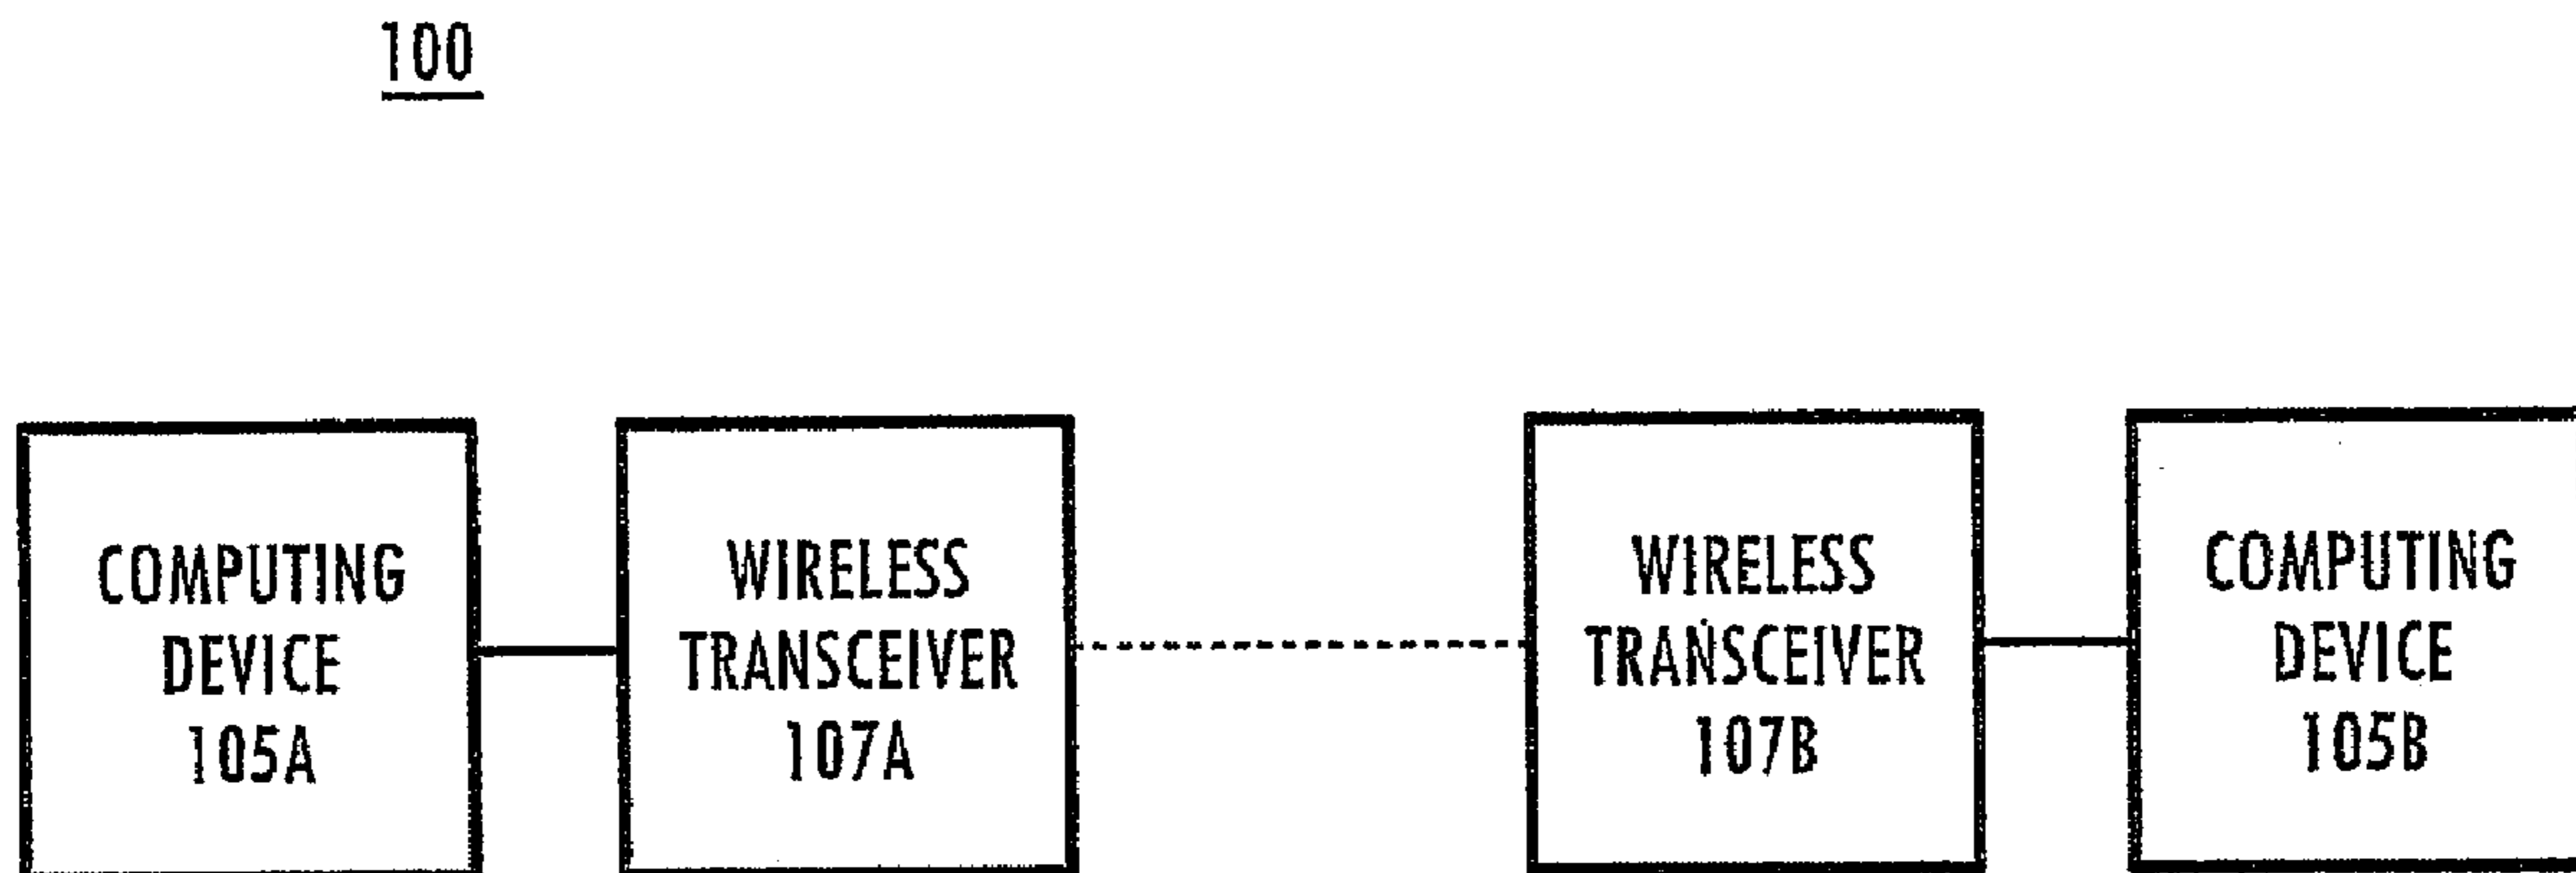 100
COMPUTING
DEVICE
105A
WIRELESS
TRANSCEIVER
107A
WIRELESS
TRANSCEIVER
107B
COMPUTING
DEVICE
105B